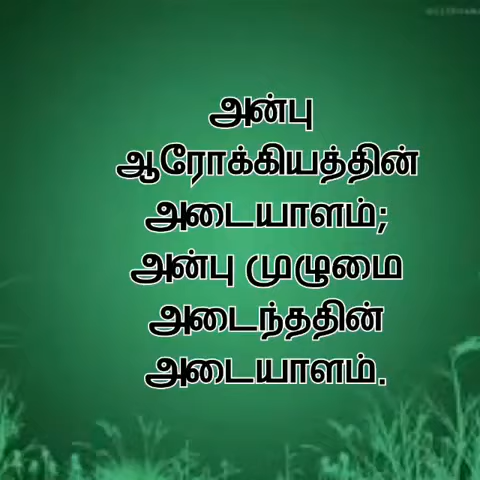 அன்பு
ஆரோக்கியத்தின்
அடையாளம்;
அன்பு முழுமை
அடைந்ததின்
அடையாளம்.